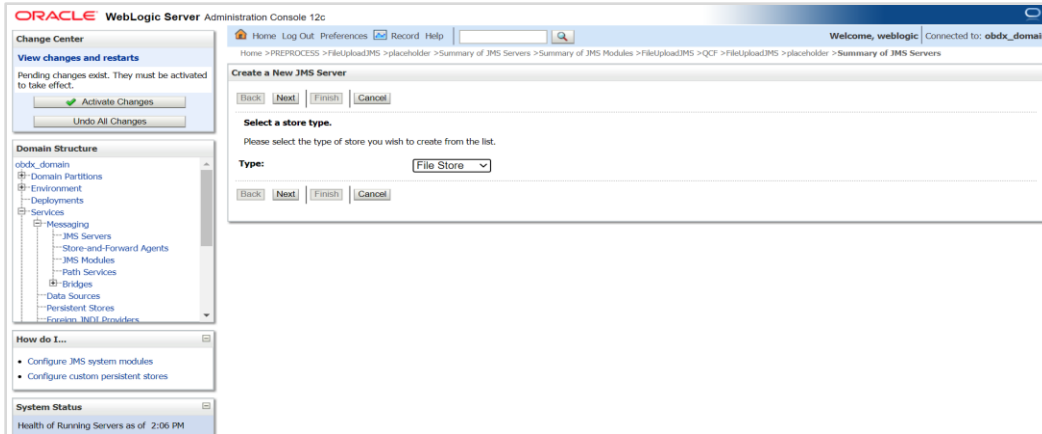 ORACLE WebLogic Server Administration Console 12c
Change Center
View changes and restarts
Pending changes exist. They must be activated
to take effect.
Activate Changes
Undo All Changes
Domain Structure
obdx_domain
Domain Partitions
Environment
Deployments
Services
Messaging
JMS Servers
Store-and-Forward Agents
JMS Modules
Path Services
Bridges
Data Sources
Persistent Stores
Foreign JNDI Providers
How do I...
Configure JMS system modules
Configure custom persistent stores
System Status
Health of Running Servers as of 2:06 PM
Home Log Out Preferences Record Help
Welcome, weblogic Connected to: obdx_domai
Home >PREPROCESS >FileUploadJMS >placeholder >Summary of JMS Servers >Summary of JMS Modules >FileUploadJMS >QCF >FileUploadJMS >placeholder >Summary of JMS Servers
Create a New JMS Server
Back Next Finish Cancel
Select a store type.
Please select the type of store you wish to create from the list.
Type: File Store
Back Next Finish Cancel